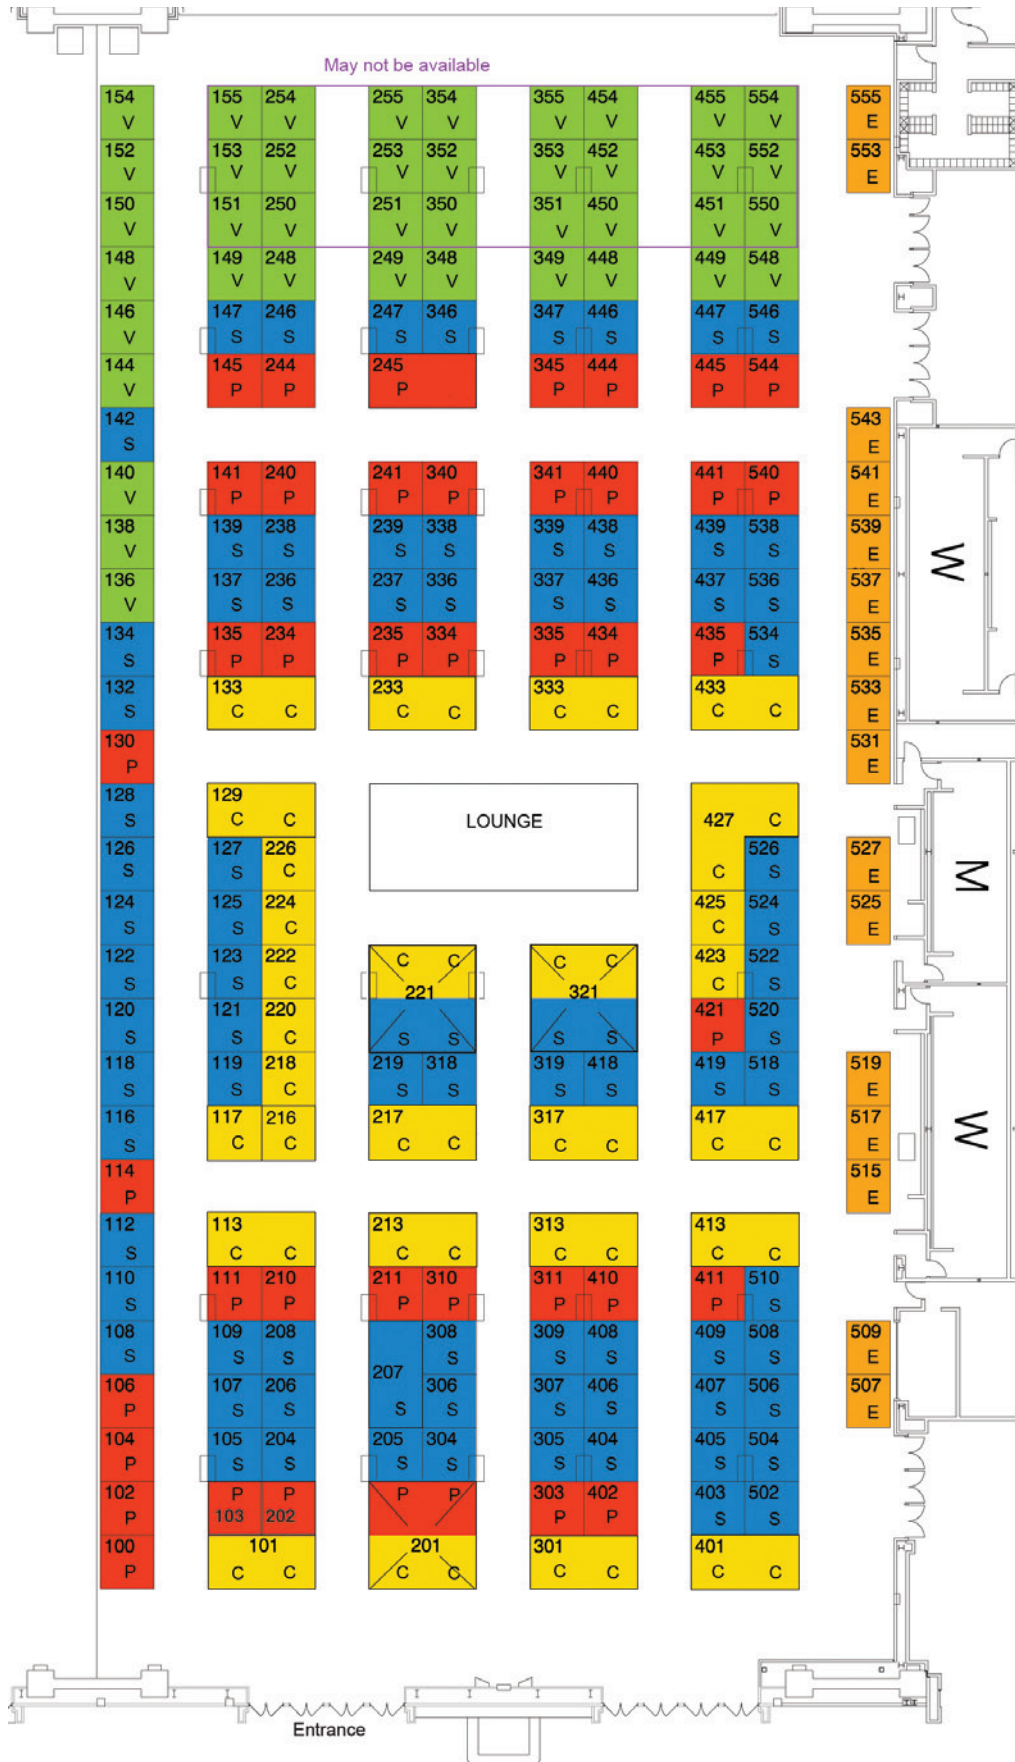 May not be available
154 155 254 255 354 355 454 455 554 555
V V V V V V V V V E
152 153 252 253 352 353 452 453 552 553
V V V V V V V V V E
150 151 250 251 350 351 450 451 550
V V V V V V V V V
148 149 248 249 348 349 448 449 548
V V V V V V V V V
146 147 246 247 346 347 446 447 546
V S S S S S S S S
144 145 244 245 345 444 445 544
V P P P P P P P
142 543
S E
140 141 240 241 340 341 440 441 540 541
V P P P P P P P P E
138 139 238 239 338 339 438 439 538 539
V S S S S S S S S E
W
136 137 236 237 336 337 436 437 536 537
V S S S S S S S S E
134 135 234 235 334 335 434 435 534 535
S P P P P P P P S E
132 133 233 333 433 533
S C C C C C C C C E
130 531
P E
128 129 LOUNGE 427 C
S C C
126 127 226 526 527
S S C C S E
M
124 125 224 425 524 525
S S C C S E
122 123 222 C C C C 423 522
S S C 221 321 C S
120 121 220 421 520
S S C S S S S P S
118 119 218 219 318 319 418 419 518 519
S S C S S S S S S E
116 117 216 217 317 417 517
S C C C C C C C C E
W
114 515
P E
112 113 213 313 413
S C C C C C C C C
110 111 210 211 310 311 410 411 510
S P P P P P P P S
108 109 208 308 309 408 409 508 509
S S S S S S S S E
207
106 107 206 306 307 406 407 506 507
P S S S S S S S S E
104 105 204 205 304 305 404 405 504
P S S S S S S S S
102 P P P P 303 402 403 502
P 103 202 P P S S
100 101 201 301 401
P C C C C C C C C
Entrance